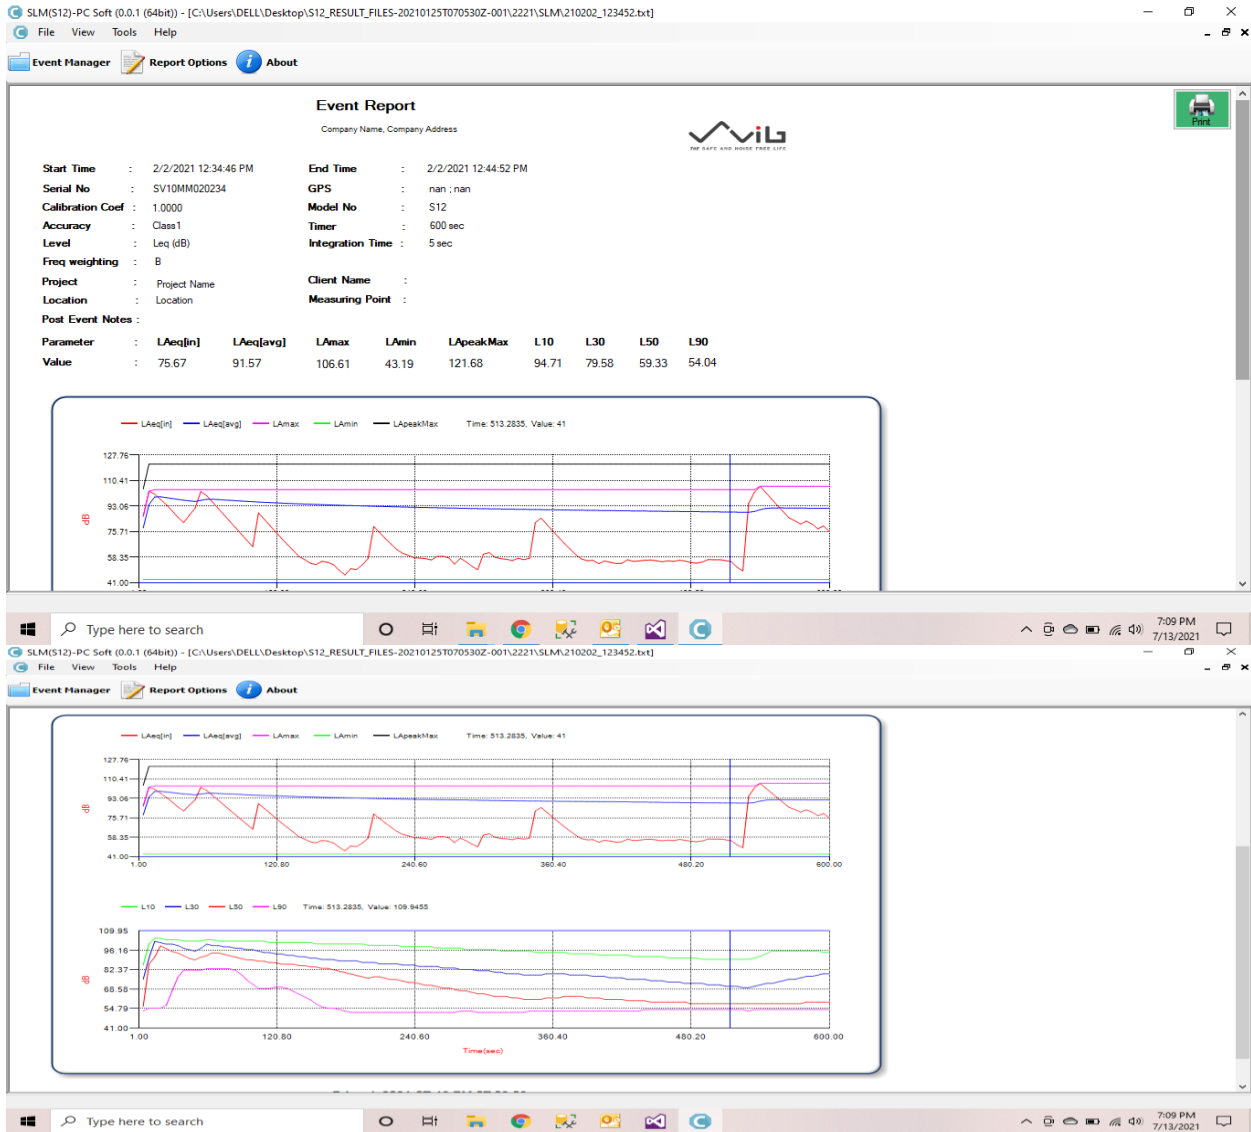 SLM(S12)-PC Soft (0.0.1 (64bit)) - [C:\Users\DELL\Desktop\S12_RESULT_FILES-20210125T070530Z-001\2221\SLM\210202_123452.txt]
File View Tools Help
Event Manager Report Options About
Event Report
Print
Company Name, Company Address
ViB
THE SAFE AND NOISE FREE LIFE
Start Time : 2/2/2021 12:34:46 PM End Time : 2/2/2021 12:44:52 PM
Serial No : SV10MM020234 GPS : nan ; nan
Calibration Coef : 1.0000 Model No : S12
Accuracy : Class1 Timer : 600 sec
Level : Leq (dB) Integration Time : 5 sec
Freq weighting : B
Project : Project Name Client Name :
Location : Location Measuring Point :
Post Event Notes :
Parameter : LAeq[in] LAeq[avg] LAmax LAmin LApeakMax L10 L30 L50 L90
Value : 75.67 91.57 106.61 43.19 121.68 94.71 79.58 59.33 54.04
LAeq[in] LAeq[avg] LAmax LAmin LApeakMax Time: 513.2835, Value: 41
127.76
110.41
93.06
dB
75.71
58.35
41.00
Type here to search
7:09 PM
7/13/2021
SLM(S12)-PC Soft (0.0.1 (64bit)) - [C:\Users\DELL\Desktop\S12_RESULT_FILES-20210125T070530Z-001\2221\SLM\210202_123452.txt]
File View Tools Help
Event Manager Report Options About
LAeq[in] LAeq[avg] LAmax LAmin LApeakMax Time: 513.2835, Value: 41
127.76
110.41
93.06
dB
75.71
58.35
41.00
1.00 120.80 240.60 360.40 480.20 600.00
L10 L30 L50 L90 Time: 513.2835, Value: 109.9455
109.95
96.16
82.37
dB
68.58
54.79
41.00
1.00 120.80 240.60 360.40 480.20 600.00
Time(sec)
Type here to search
7:09 PM
7/13/2021